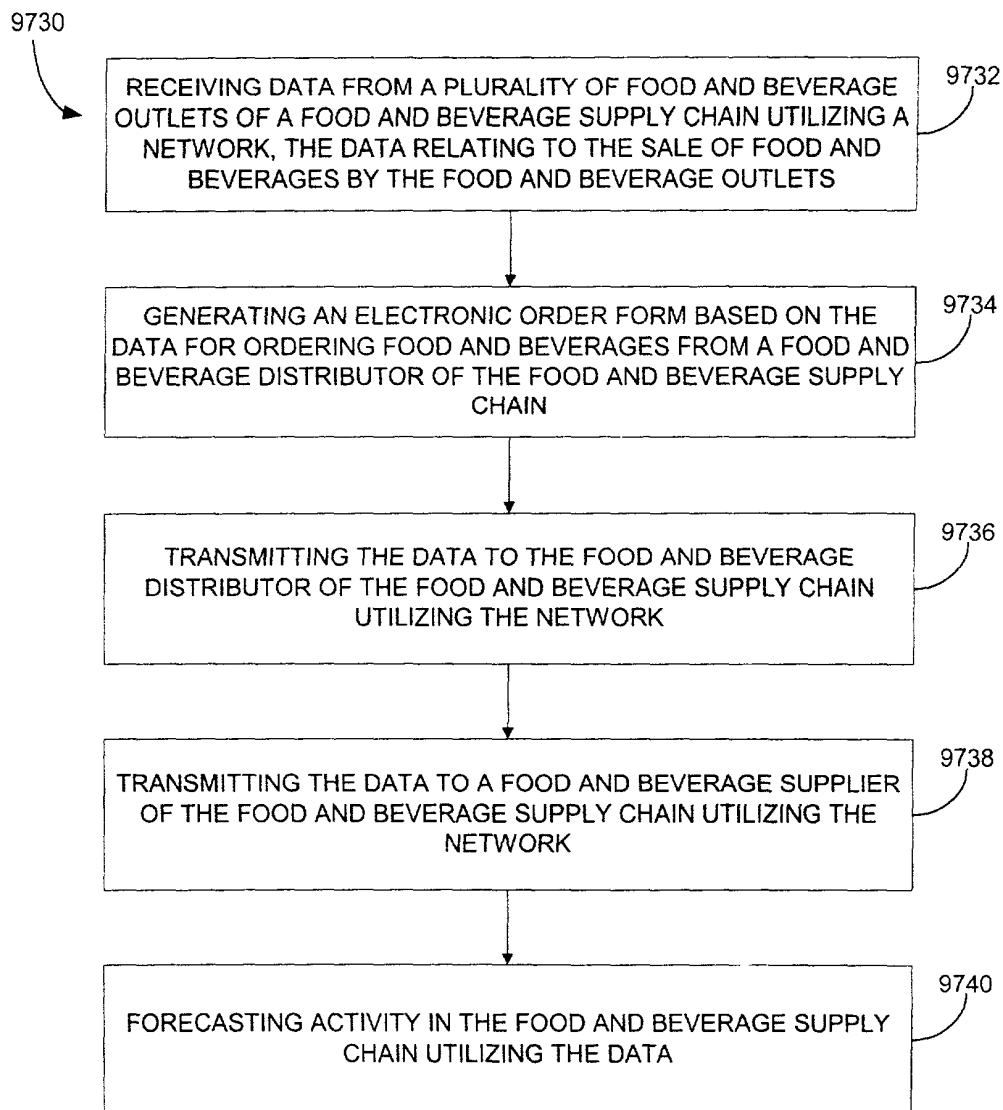 9730
9732
RECEIVING DATA FROM A PLURALITY OF FOOD AND BEVERAGE
OUTLETS OF A FOOD AND BEVERAGE SUPPLY CHAIN UTILIZING A
NETWORK, THE DATA RELATING TO THE SALE OF FOOD AND
BEVERAGES BY THE FOOD AND BEVERAGE OUTLETS
9734
GENERATING AN ELECTRONIC ORDER FORM BASED ON THE
DATA FOR ORDERING FOOD AND BEVERAGES FROM A FOOD AND
BEVERAGE DISTRIBUTOR OF THE FOOD AND BEVERAGE SUPPLY
CHAIN
9736
TRANSMITTING THE DATA TO THE FOOD AND BEVERAGE
DISTRIBUTOR OF THE FOOD AND BEVERAGE SUPPLY CHAIN
UTILIZING THE NETWORK
9738
TRANSMITTING THE DATA TO A FOOD AND BEVERAGE SUPPLIER
OF THE FOOD AND BEVERAGE SUPPLY CHAIN UTILIZING THE
NETWORK
9740
FORECASTING ACTIVITY IN THE FOOD AND BEVERAGE SUPPLY
CHAIN UTILIZING THE DATA